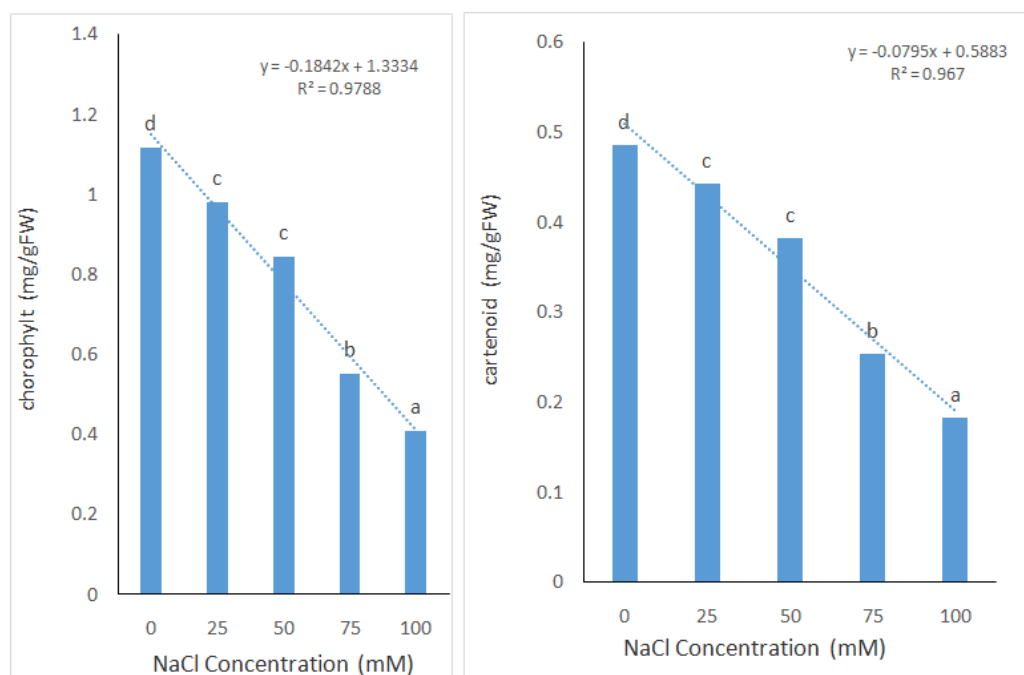 chorophylt (mg/gFW)
1.4
1.2
1
0.8
0.6
0.4
0.2
0
y = -0.1842x + 1.3334
R² = 0.9788
d
c
c
b
a
0 25 50 75 100
NaCl Concentration (mM)
cartenoid (mg/gFW)
0.6
0.5
0.4
0.3
0.2
0.1
0
y = -0.0795x + 0.5883
R² = 0.967
d
c
c
b
a
0 25 50 75 100
NaCl Concentration (mM)